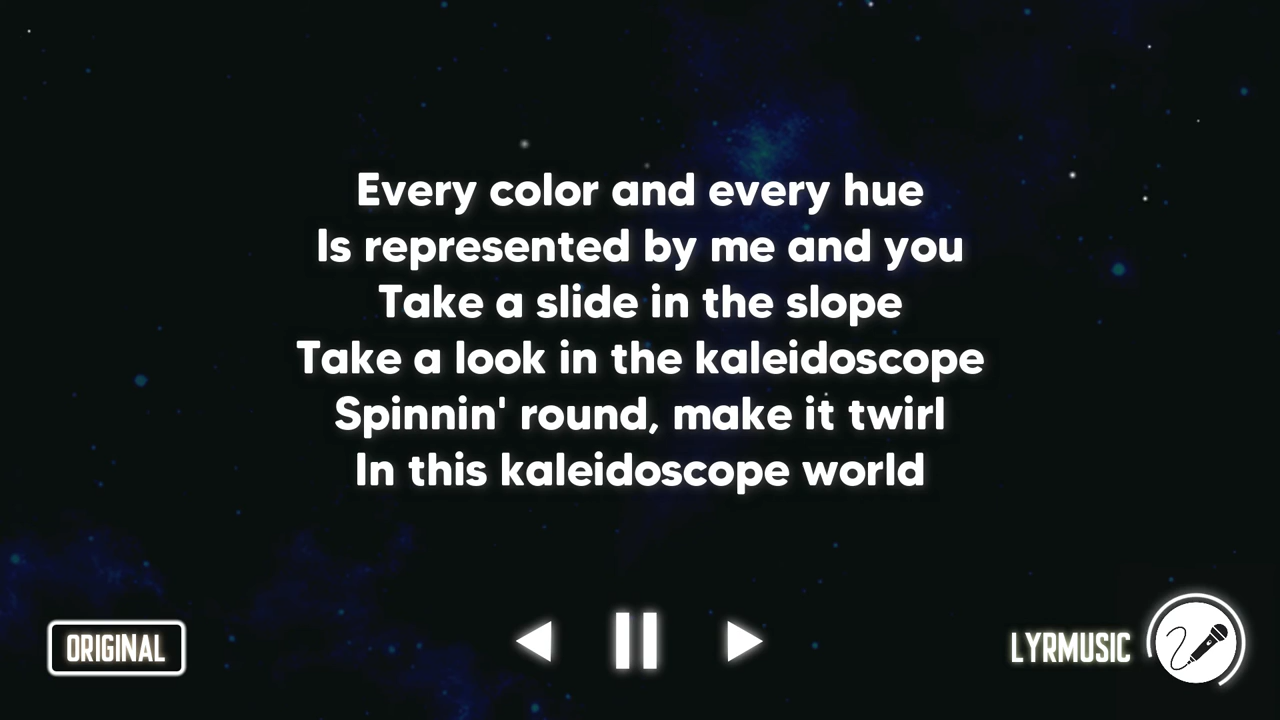 Every color and every hue
Is represented by me and you
Take a slide in the slope
Take a look in the kaleidoscope
Spinnin' round, make it twirl
In this kaleidoscope world
ORIGINAL
LYRMUSIC